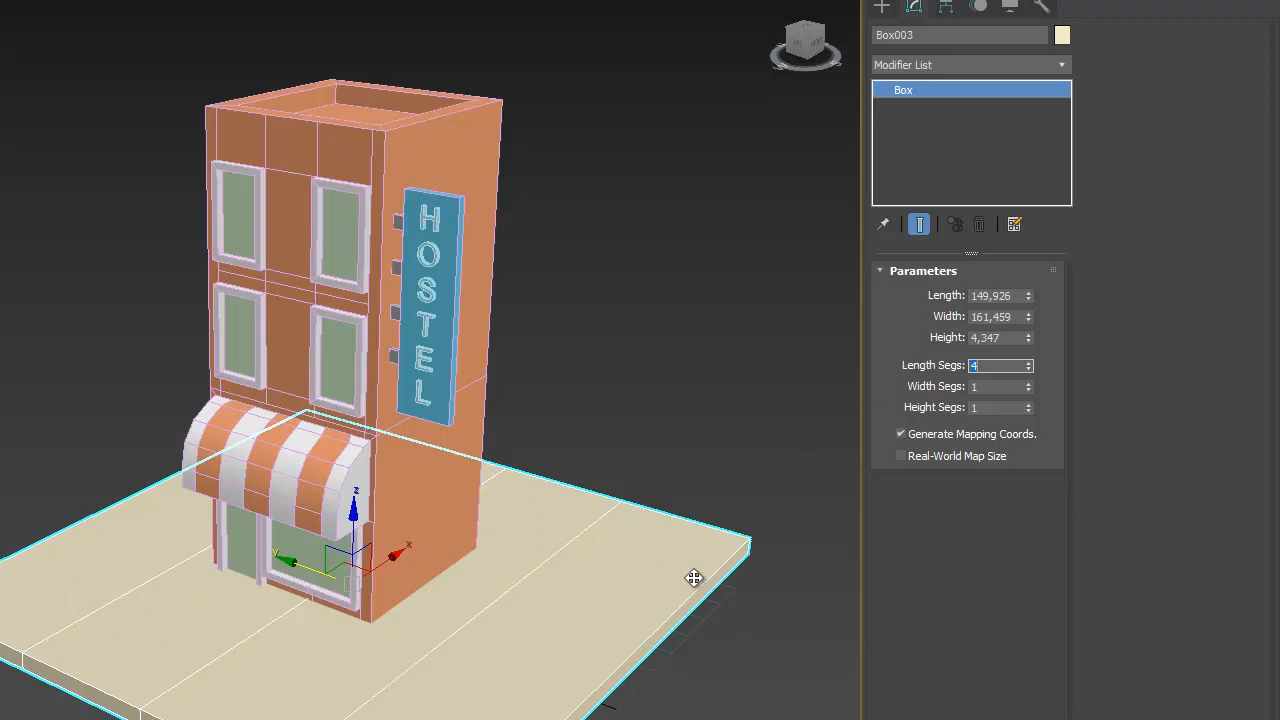 Box003
Modifier List
Box
Parameters
Length: 149,926
Width: 161,459
Height: 4,347
Length Segs: 4
Width Segs: 1
Height Segs: 1
Generate Mapping Coords.
Real-World Map Size
HOSTEL
z
x
y